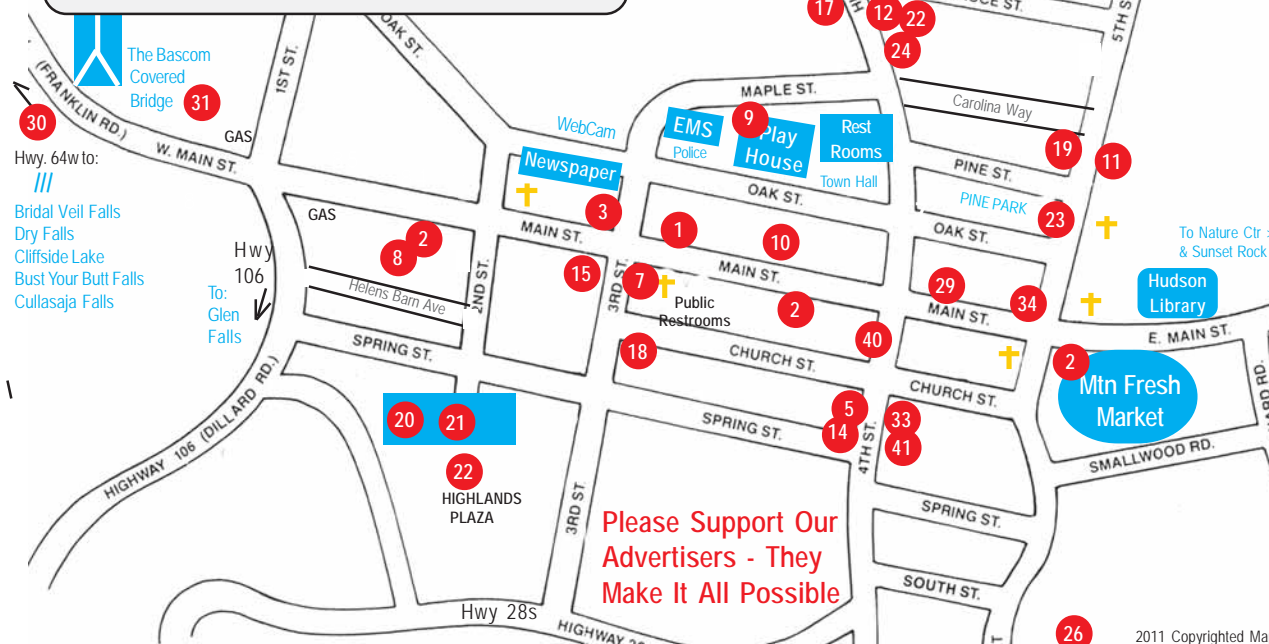 17
12
22
24
SPRUCE ST.
5TH ST
OAK ST.
1ST ST.
The Bascom
Covered
Bridge
31
30
(FRANKLIN RD.)
W. MAIN ST.
GAS
Hwy. 64w to:
///
Bridal Veil Falls
Dry Falls
Cliffside Lake
Bust Your Butt Falls
Cullasaja Falls
MAPLE ST.
WebCam
Newspaper
EMS
Police
9
Play
House
Rest
Rooms
Town Hall
Carolina Way
19
11
PINE ST.
PINE PARK
23
OAK ST.
OAK ST.
To Nature Ctr
& Sunset Rock
Hudson
Library
GAS
2
8
Hwy
106
To:
Glen
Falls
Helens Barn Ave
2ND ST.
MAIN ST.
3
15
3RD ST.
1
10
7
MAIN ST.
Public
Restrooms
2
29
MAIN ST.
34
E. MAIN ST.
SPRING ST.
18
CHURCH ST.
40
CHURCH ST.
2
Mtn Fresh
Market
HIGHWAY 106 (DILLARD RD.)
20
21
22
HIGHLANDS
PLAZA
SPRING ST.
5
14
4TH ST.
33
41
SMALLWOOD RD.
3RD ST.
Please Support Our
Advertisers - They
Make It All Possible
SPRING ST.
SOUTH ST.
Hwy 28s
26
2011 Copyrighted Ma